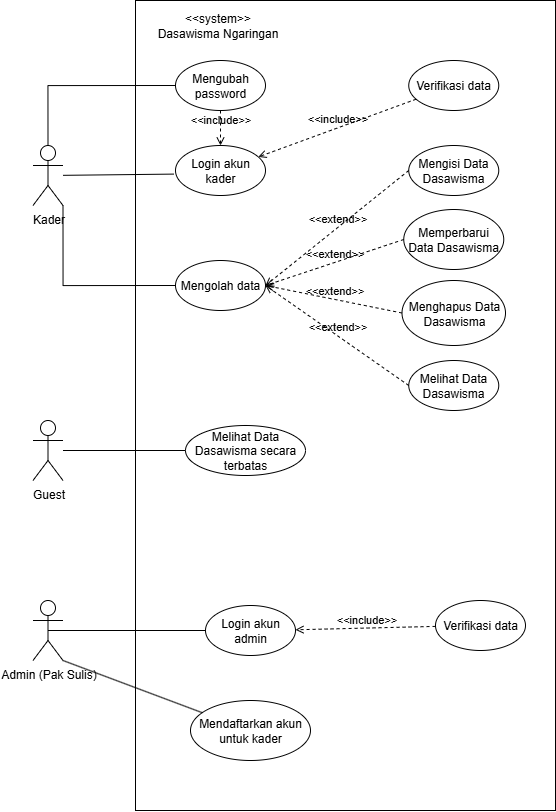 <<system>>
Dasawisma Ngaringan
Mengubah
password
Verifikasi data
<<include>>
<<include>>
Login akun
kader
Mengisi Data
Dasawisma
Kader
<<extend>>
Memperbarui
Data Dasawisma
<<extend>>
Mengolah data
<<extend>>
Menghapus Data
Dasawisma
<<extend>>
Melihat Data
Dasawisma
Melihat Data
Dasawisma secara
terbatas
Guest
Login akun
admin
<<include>>
Verifikasi data
Admin (Pak Sulis)
Mendaftarkan akun
untuk kader